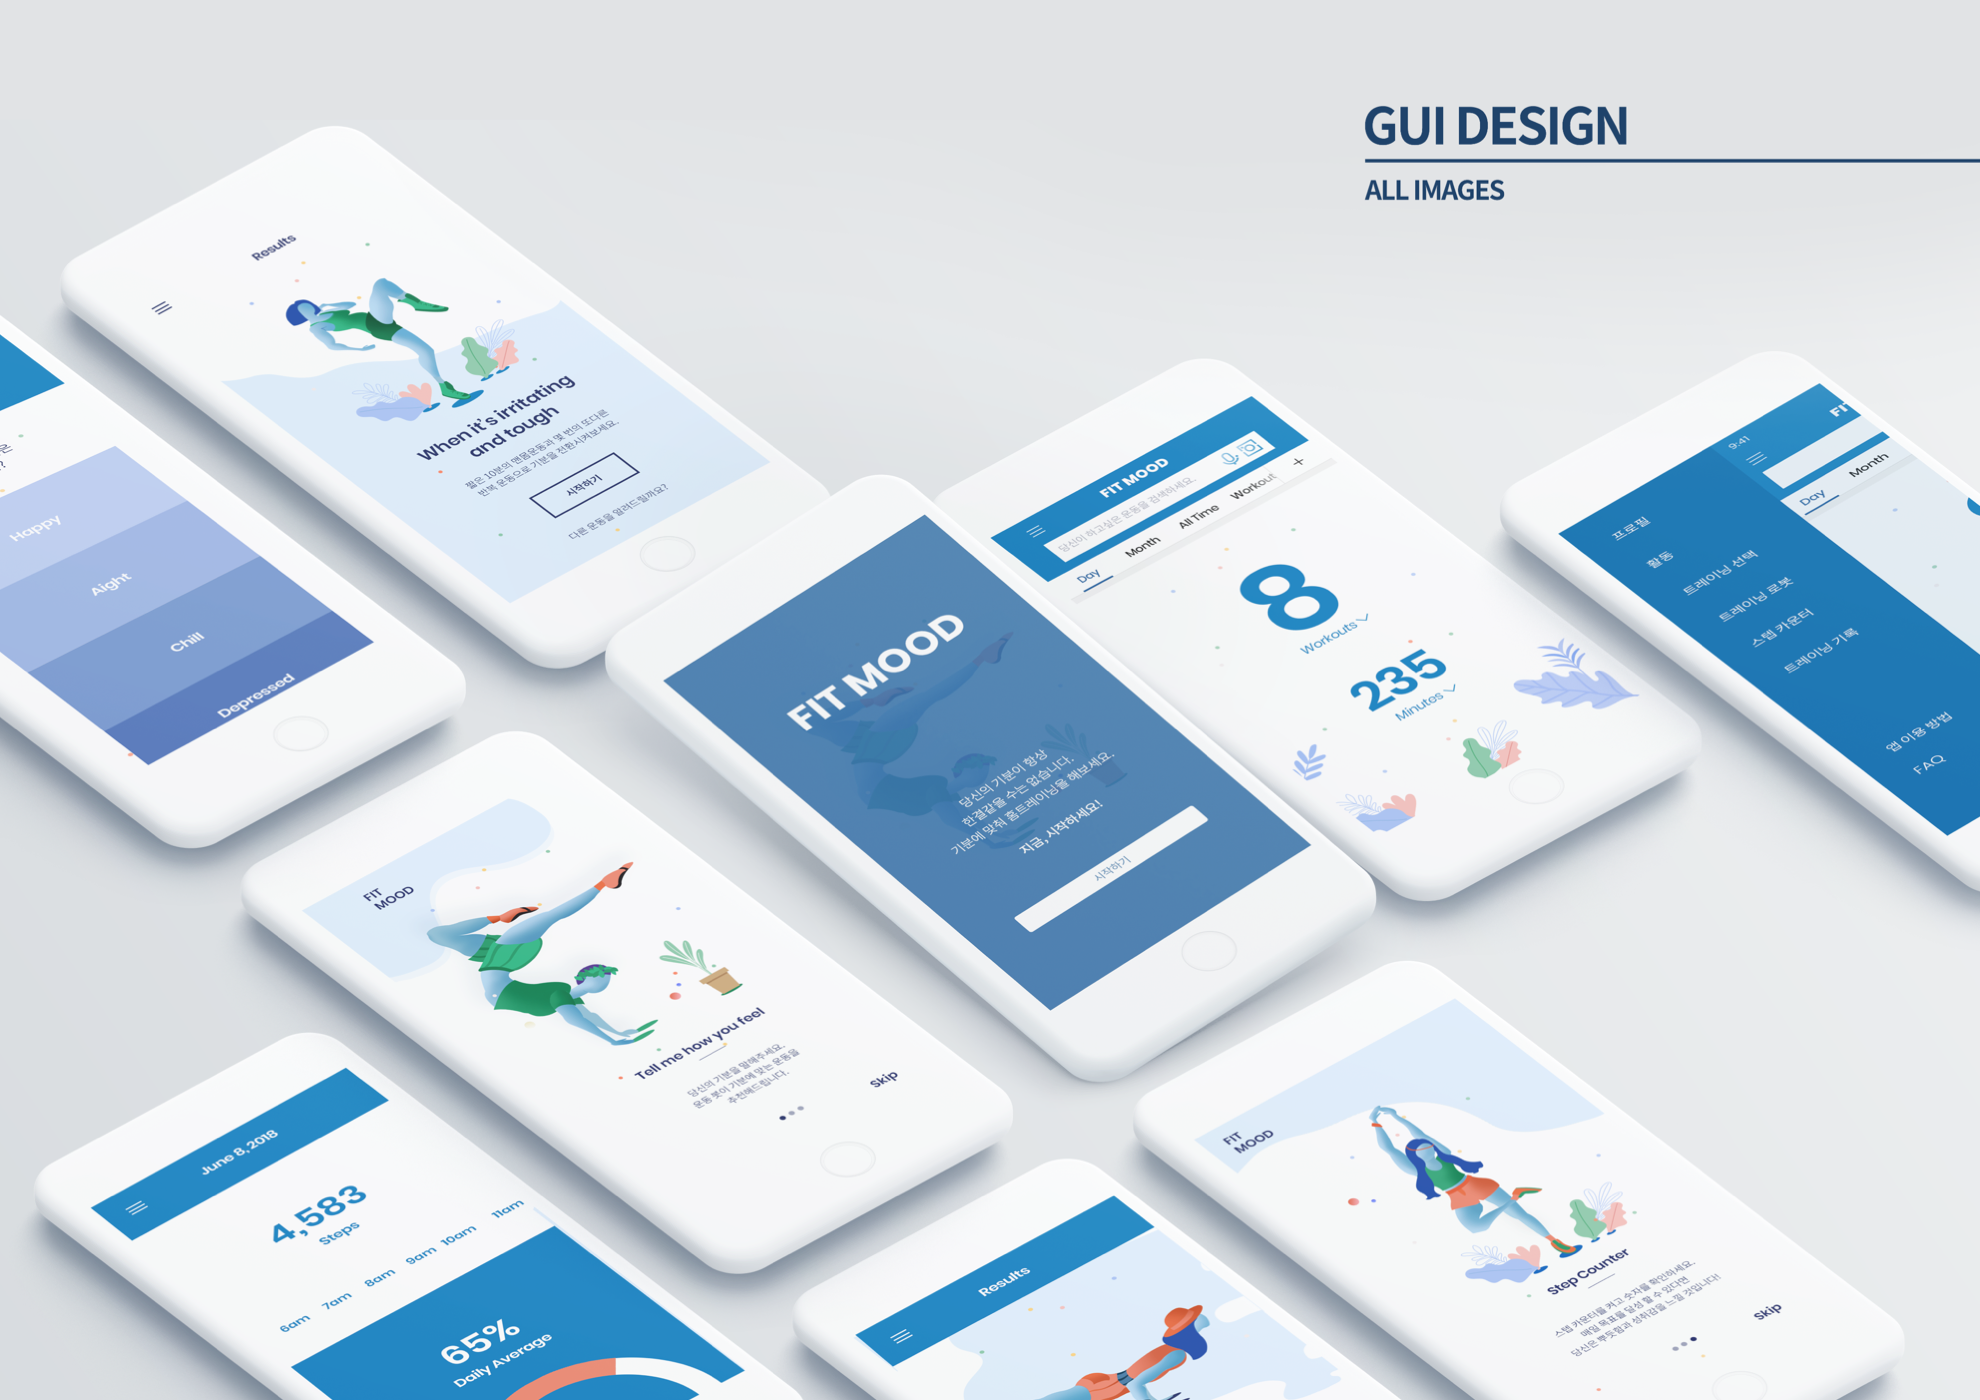 GUI DESIGN
ALL IMAGES
Results
When it's irritating
and tough
짧은 10분의 맨몸운동과 몇 번의 또다른
반복 운동으로 기분을 전환시켜보세요.
시작하기
다른 운동을 알려드릴까요?
은
?
Happy
Aight
Chill
Depressed
FIT MOOD
당신의 기분이 항상
한결같을 수는 없습니다.
기분에 맞춰 홈트레이닝을 해보세요.
지금, 시작하세요!
시작하기
FIT MOOD
당신이 하고싶은 운동을 검색하세요.
Day
Month
All Time
Workout
+
8
Workouts
235
Minutes
9:41
FIT
Day
Month
프로필
활동
트레이닝 선택
트레이닝 로봇
스텝 카운터
트레이닝 기록
앱 이용 방법
FAQ
FIT
MOOD
Tell me how you feel
당신의 기분을 말해주세요.
운동 봇이 기분에 맞는 운동을
추천해드립니다.
Skip
June 8, 2018
4,583
Steps
6am
7am
8am
9am
10am
11am
65%
Daily Average
Results
FIT
MOOD
Step Counter
스텝 카운터를 켜고 숫자를 확인하세요.
매일 목표를 달성 할 수 있다면
당신은 뿌듯함과 성취감을 느낄 것입니다!
Skip